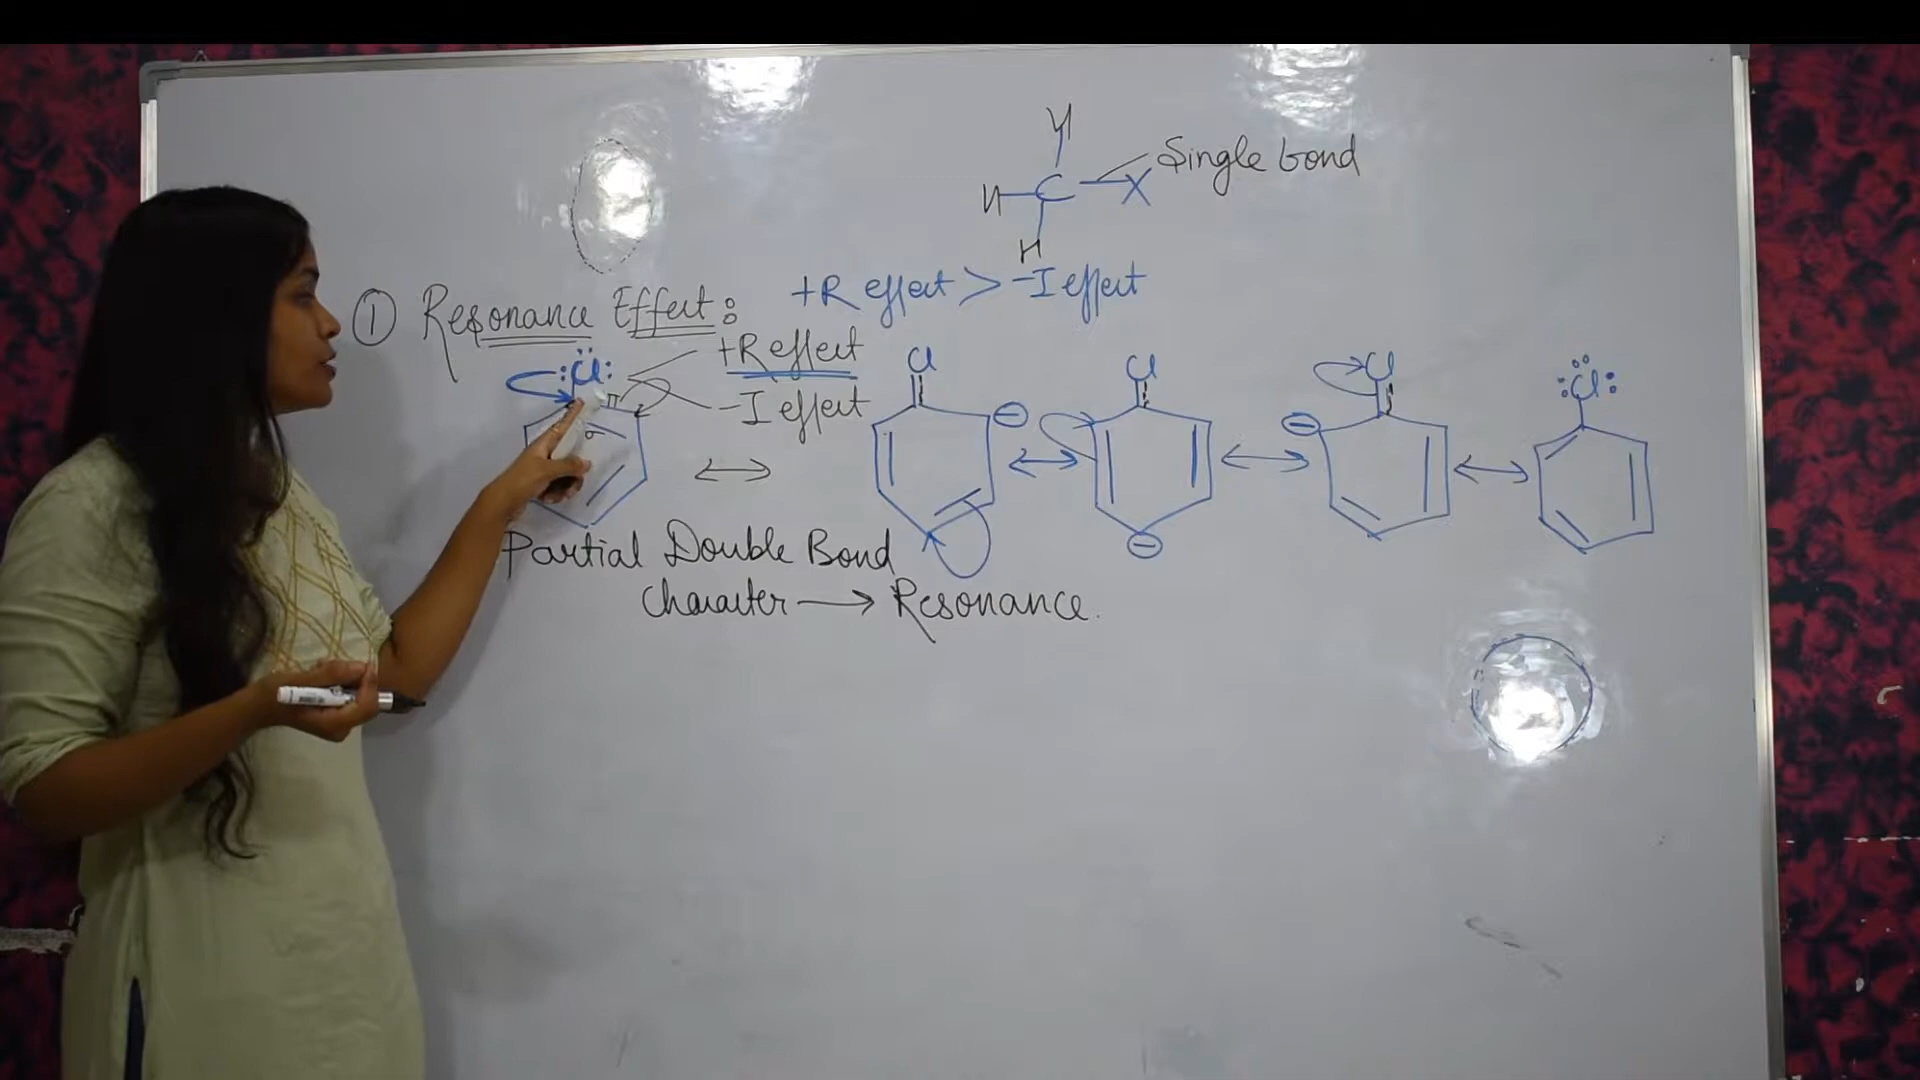 H
H—C—X Single bond
H
+R effect > -I effect
① Resonance Effect:
:Cl: +R effect
-I effect
π
σ
Cl
⊖
Cl
⊖
Cl
⊖
:Cl:
Partial Double Bond
Character → Resonance.